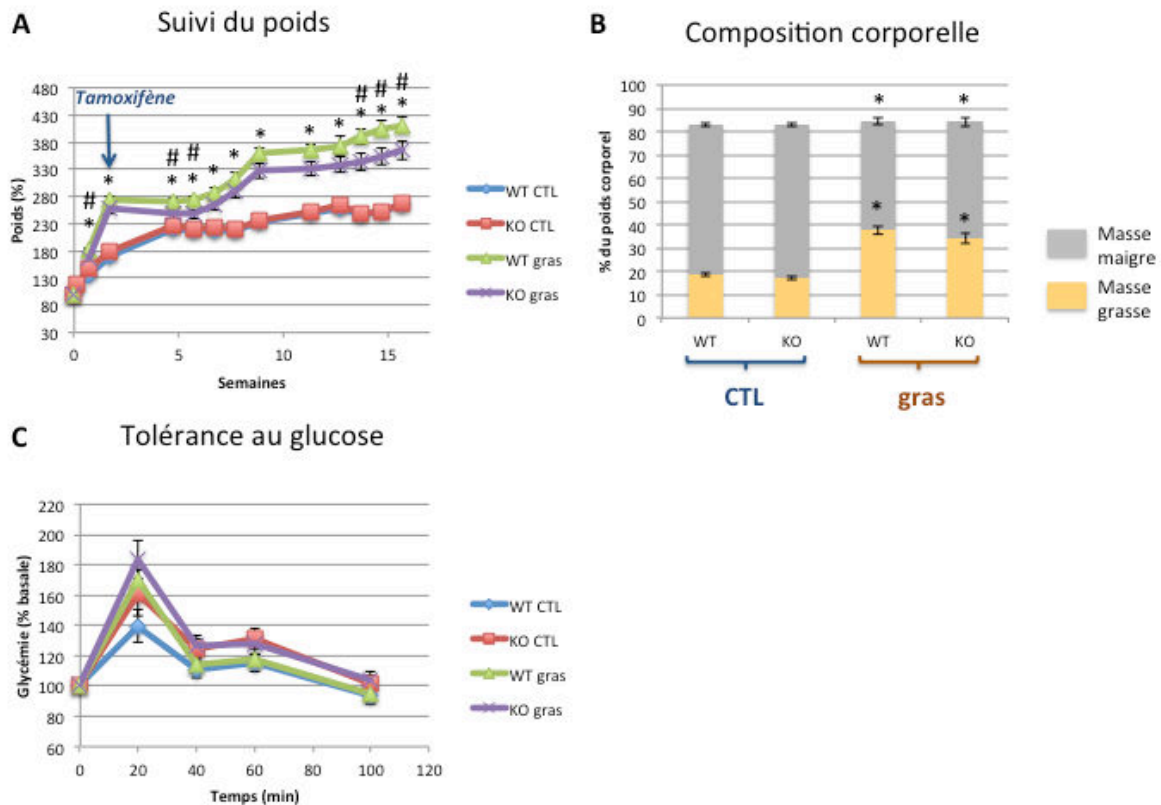 A
Suivi du poids
480
430
380
330
280
230
180
130
80
30
Poids (%)
Tamoxifène
*
#
*
#
*
#
*
*
*
*
*
*
#
*
#
*
#
*
0
5
10
15
Semaines
WT CTL
KO CTL
WT gras
KO gras
B
Composition corporelle
100
90
80
70
60
50
40
30
20
10
0
% du poids corporel
*
*
*
*
WT
KO
WT
KO
CTL
gras
Masse
maigre
Masse
grasse
C
Tolérance au glucose
220
200
180
160
140
120
100
80
60
Glycémie (% basale)
0
20
40
60
80
100
120
Temps (min)
WT CTL
KO CTL
WT gras
KO gras